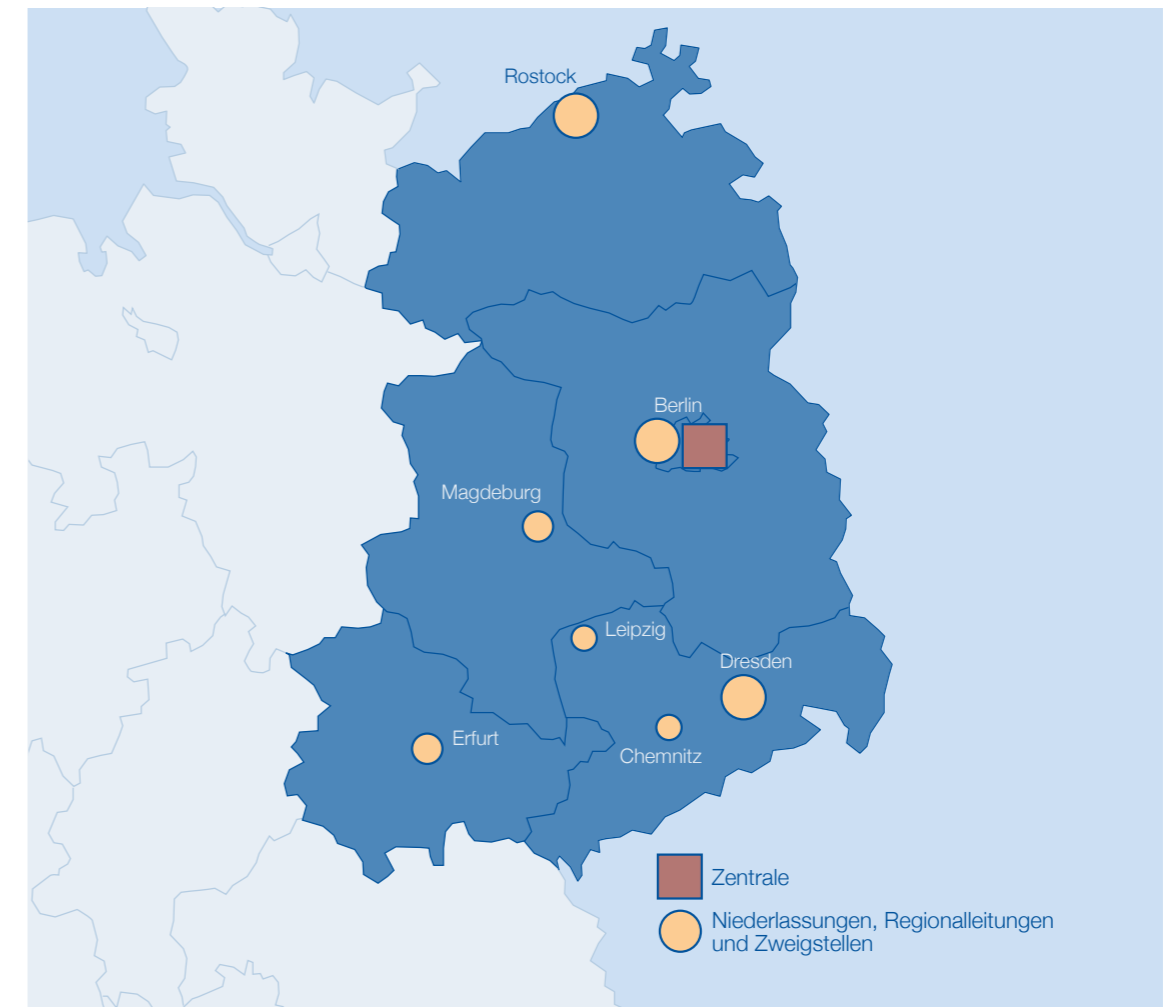 Rostock
Berlin
Magdeburg
Leipzig
Dresden
Erfurt
Chemnitz
Zentrale
Niederlassungen, Regionalleitungen
und Zweigstellen